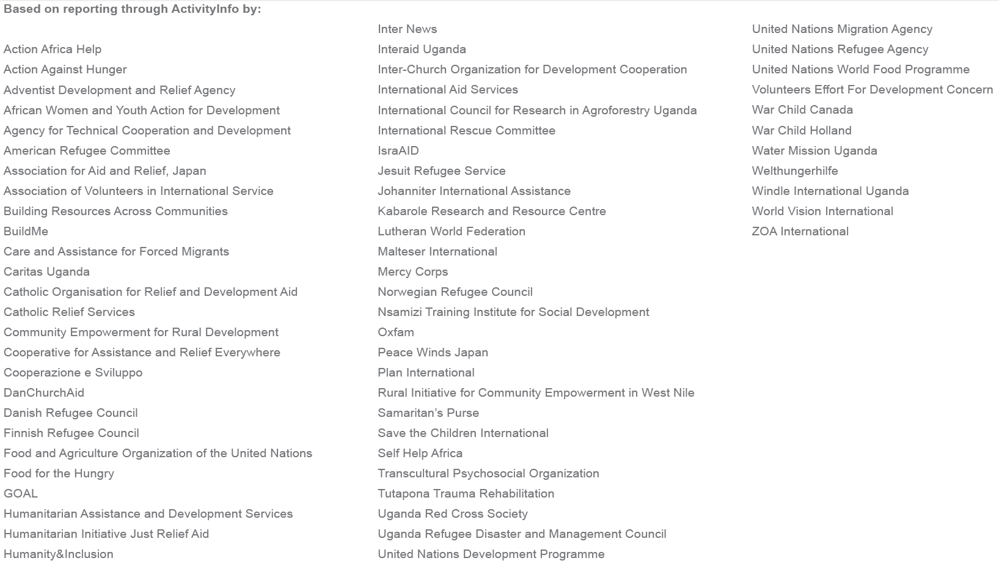 Based on reporting through ActivityInfo by:
Action Africa Help
Action Against Hunger
Adventist Development and Relief Agency
African Women and Youth Action for Development
Agency for Technical Cooperation and Development
American Refugee Committee
Association for Aid and Relief, Japan
Association of Volunteers in International Service
Building Resources Across Communities
BuildMe
Care and Assistance for Forced Migrants
Caritas Uganda
Catholic Organisation for Relief and Development Aid
Catholic Relief Services
Community Empowerment for Rural Development
Cooperative for Assistance and Relief Everywhere
Cooperazione e Sviluppo
DanChurchAid
Danish Refugee Council
Finnish Refugee Council
Food and Agriculture Organization of the United Nations
Food for the Hungry
GOAL
Humanitarian Assistance and Development Services
Humanitarian Initiative Just Relief Aid
Humanity&Inclusion
Inter News
Interaid Uganda
Inter-Church Organization for Development Cooperation
International Aid Services
International Council for Research in Agroforestry Uganda
International Rescue Committee
IsraAID
Jesuit Refugee Service
Johanniter International Assistance
Kabarole Research and Resource Centre
Lutheran World Federation
Malteser International
Mercy Corps
Norwegian Refugee Council
Nsamizi Training Institute for Social Development
Oxfam
Peace Winds Japan
Plan International
Rural Initiative for Community Empowerment in West Nile
Samaritan’s Purse
Save the Children International
Self Help Africa
Transcultural Psychosocial Organization
Tutapona Trauma Rehabilitation
Uganda Red Cross Society
Uganda Refugee Disaster and Management Council
United Nations Development Programme
United Nations Migration Agency
United Nations Refugee Agency
United Nations World Food Programme
Volunteers Effort For Development Concern
War Child Canada
War Child Holland
Water Mission Uganda
Welthungerhilfe
Windle International Uganda
World Vision International
ZOA International